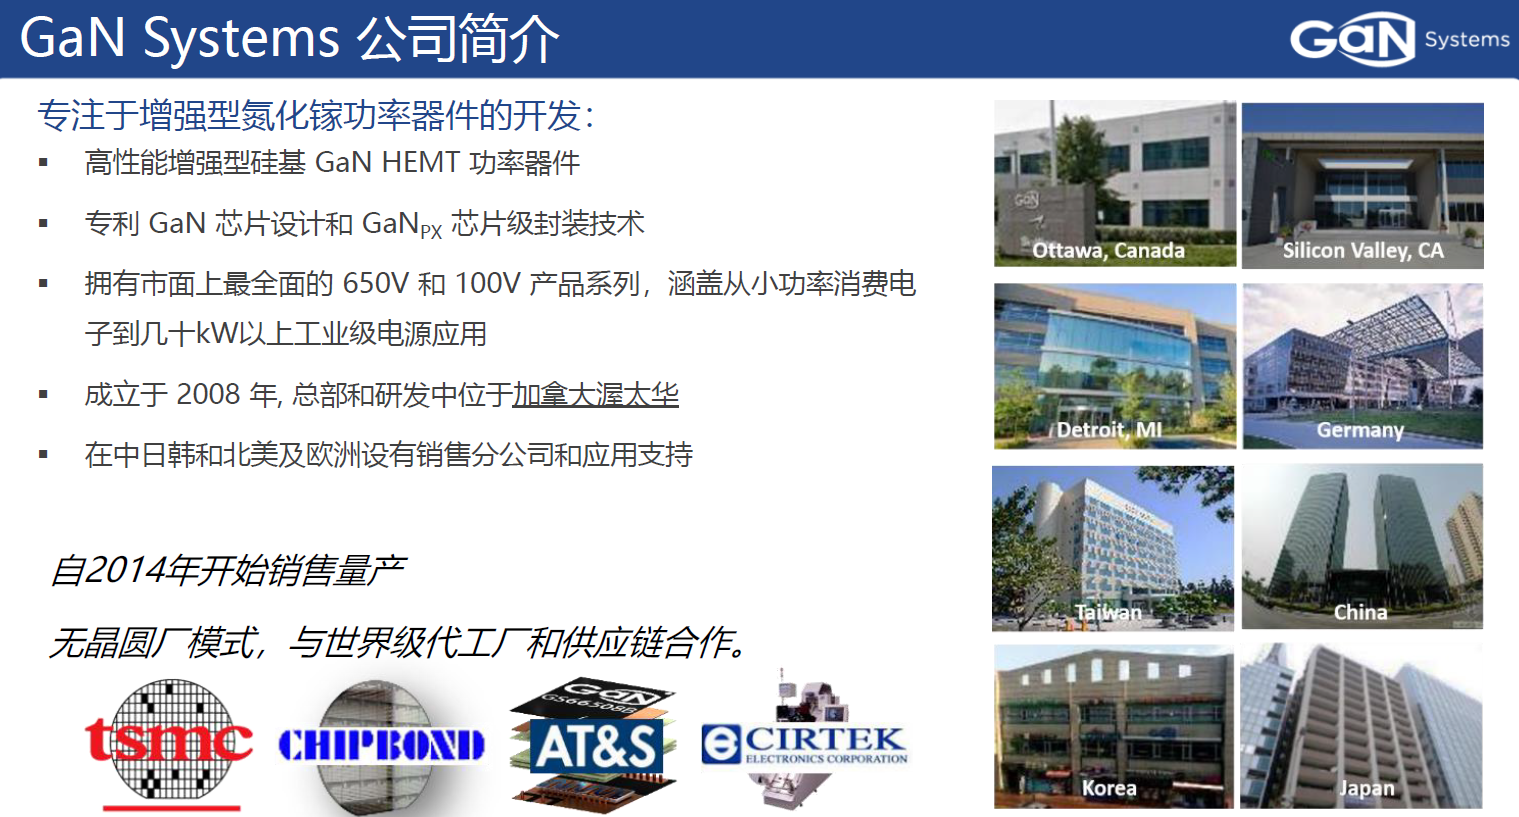 GaN Systems 公司简介
GaN Systems
专注于增强型氮化镓功率器件的开发：
▪ 高性能增强型硅基 GaN HEMT 功率器件
▪ 专利 GaN 芯片设计和 GaNPX 芯片级封装技术
▪ 拥有市面上最全面的 650V 和 100V 产品系列，涵盖从小功率消费电
子到几十kW以上工业级电源应用
▪ 成立于 2008 年, 总部和研发中位于加拿大渥太华
▪ 在中日韩和北美及欧洲设有销售分公司和应用支持
自2014年开始销售量产
无晶圆厂模式，与世界级代工厂和供应链合作。
tsmc
CHIPBOND
GaN
GS66508B
AT&S
CIRTEK
ELECTRONICS CORPORATION
GaN
Ottawa, Canada
Silicon Valley, CA
Detroit, MI
Germany
Taiwan
China
Korea
Japan